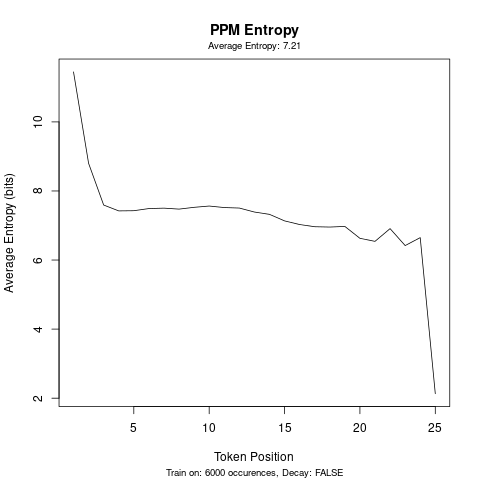 PPM Entropy
Average Entropy: 7.21
Average Entropy (bits)
10
8
6
4
2
5
10
15
20
25
Token Position
Train on: 6000 occurences, Decay: FALSE